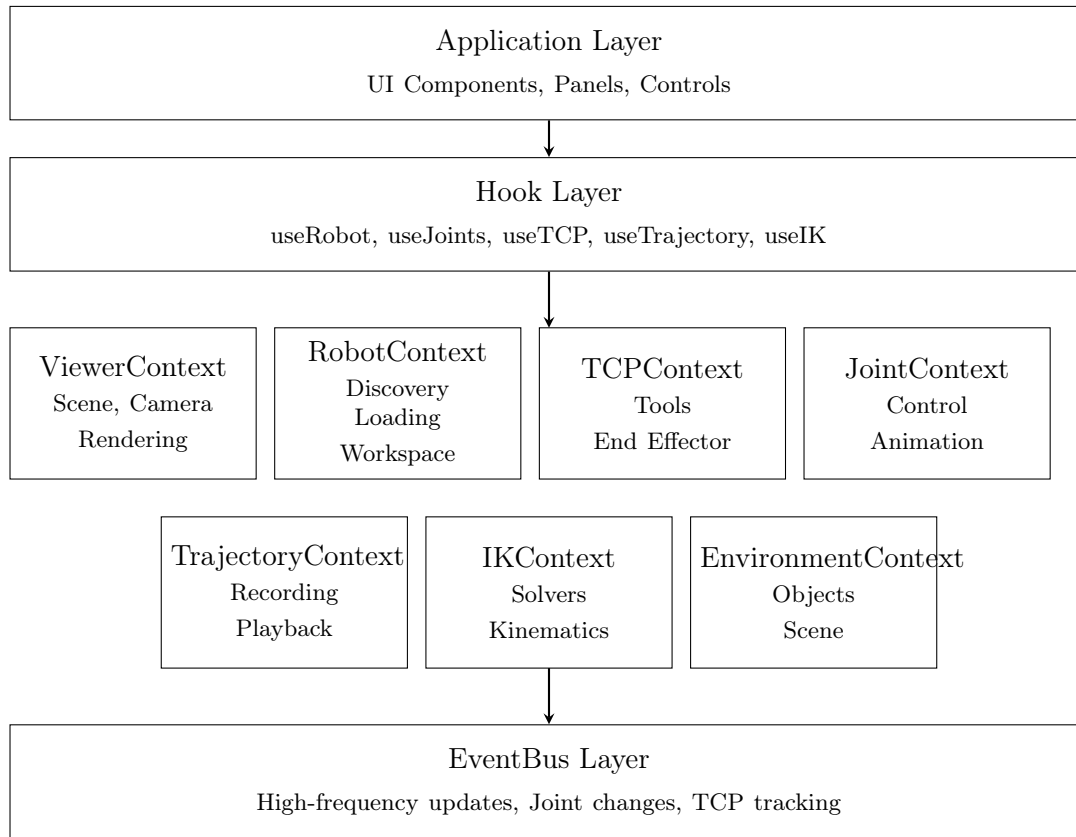 Application Layer
UI Components, Panels, Controls
Hook Layer
useRobot, useJoints, useTCP, useTrajectory, useIK
ViewerContext
Scene, Camera
Rendering
RobotContext
Discovery
Loading
Workspace
TCPContext
Tools
End Effector
JointContext
Control
Animation
TrajectoryContext
Recording
Playback
IKContext
Solvers
Kinematics
EnvironmentContext
Objects
Scene
EventBus Layer
High-frequency updates, Joint changes, TCP tracking